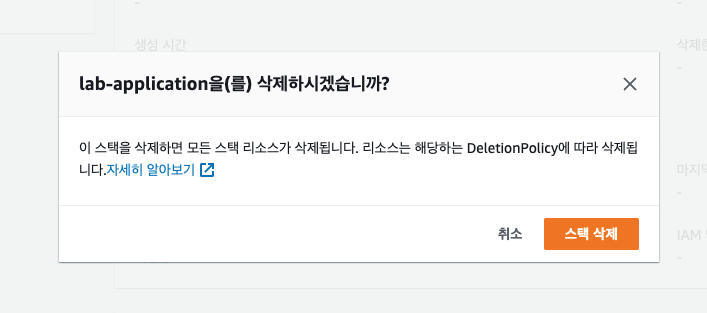 생성 시간
-
-
lab-application을(를) 삭제하시겠습니까?
이 스택을 삭제하면 모든 스택 리소스가 삭제됩니다. 리소스는 해당하는 DeletionPolicy에 따라 삭제됩
니다.자세히 알아보기
마지막
-
취소
스택 삭제
IAM
-